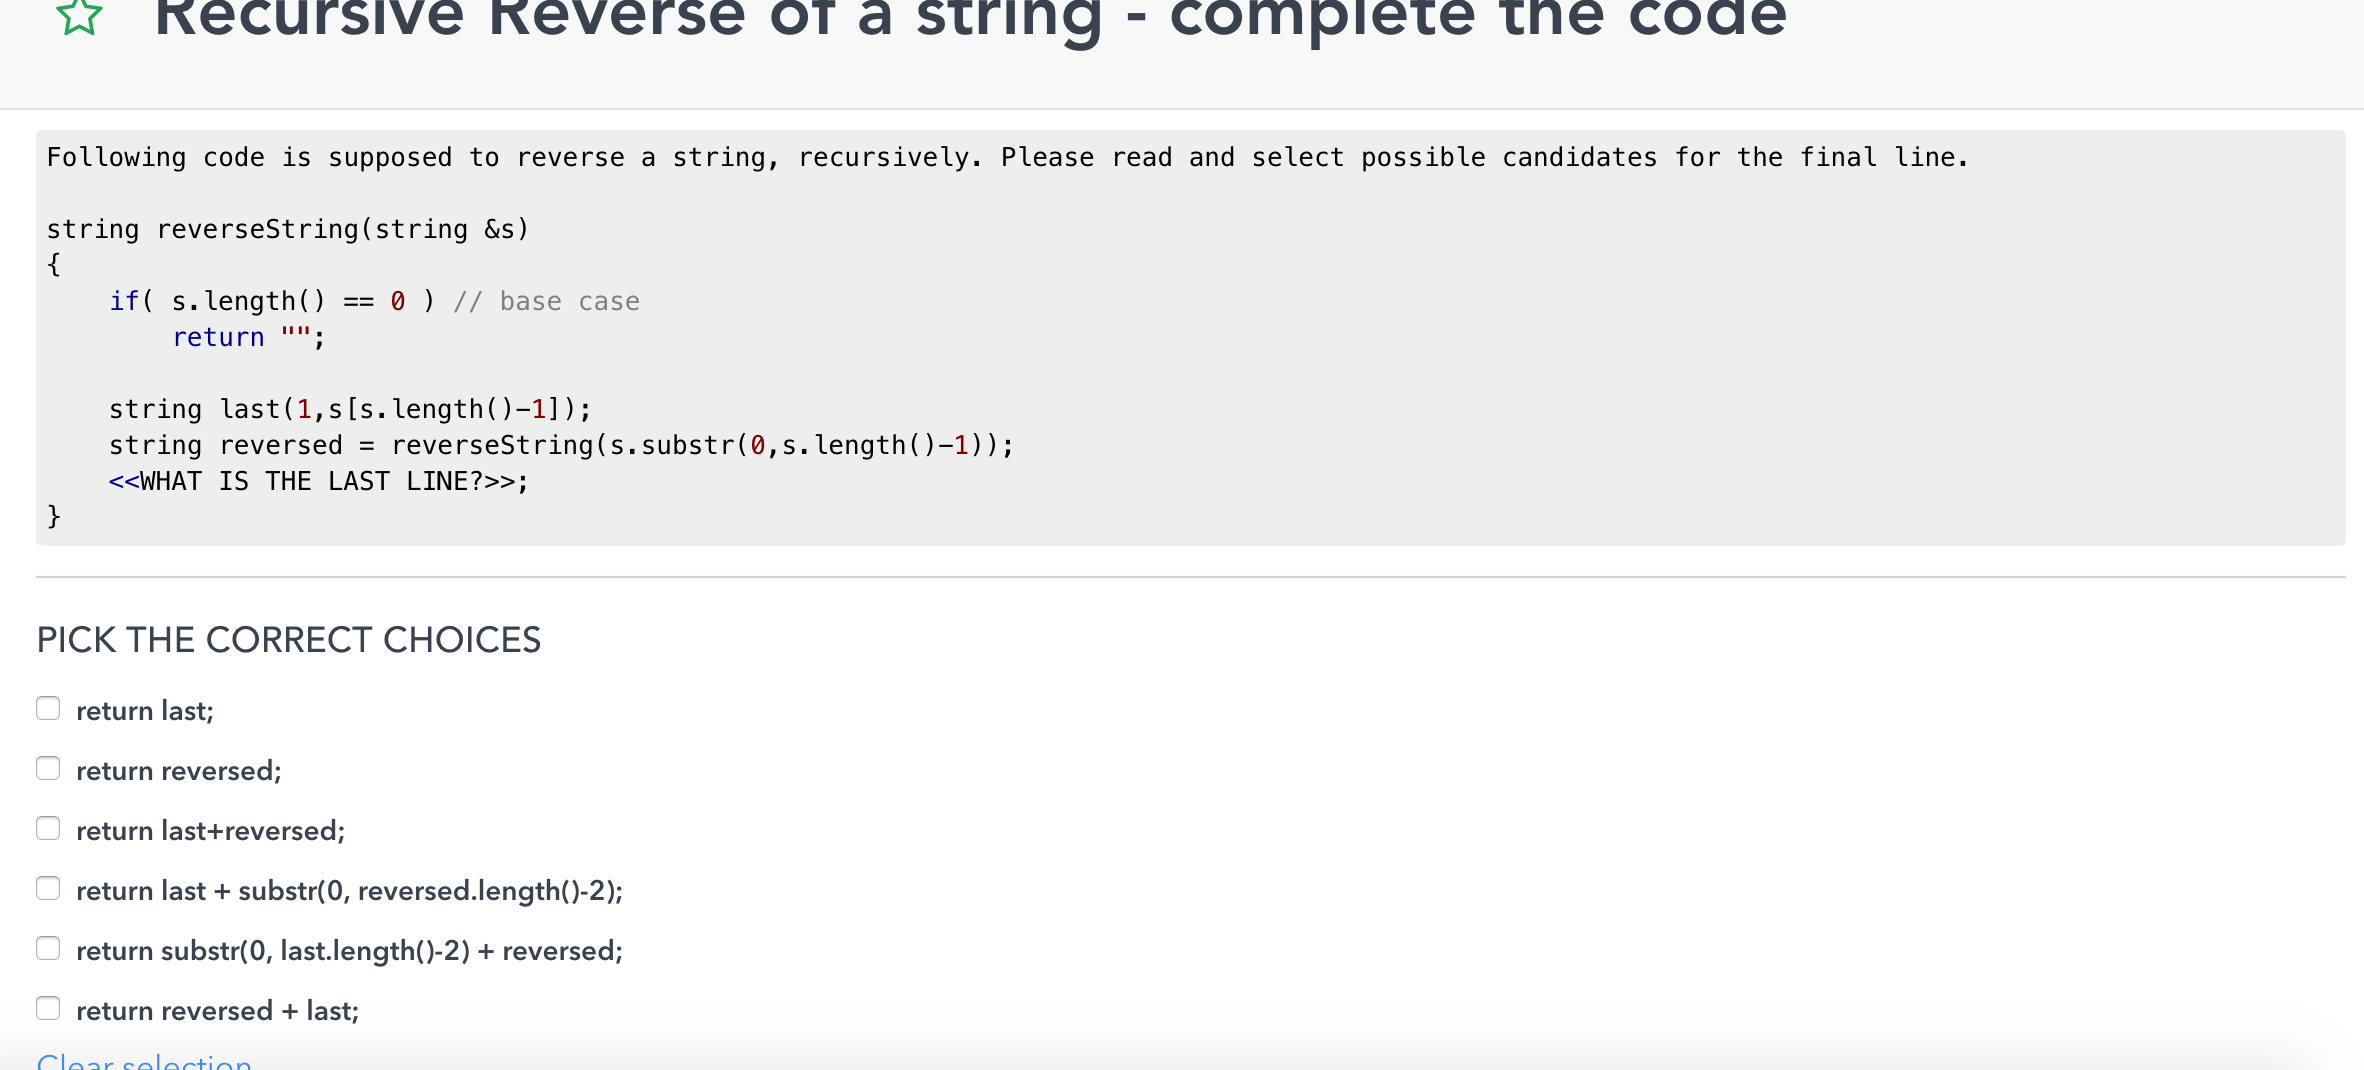 Recursive Reverse of a string - complete the code
Following code is supposed to reverse a string, recursively. Please read and select possible candidates for the final line.
string reverseString(string &s)
{
    if( s.length() == 0 ) // base case
        return "";
    string last(1,s[s.length()-1]);
    string reversed = reverseString(s.substr(0,s.length()-1));
    <<WHAT IS THE LAST LINE?>>;
}
PICK THE CORRECT CHOICES
return last;
return reversed;
return last+reversed;
return last + substr(0, reversed.length()-2);
return substr(0, last.length()-2) + reversed;
return reversed + last;
Clear selection